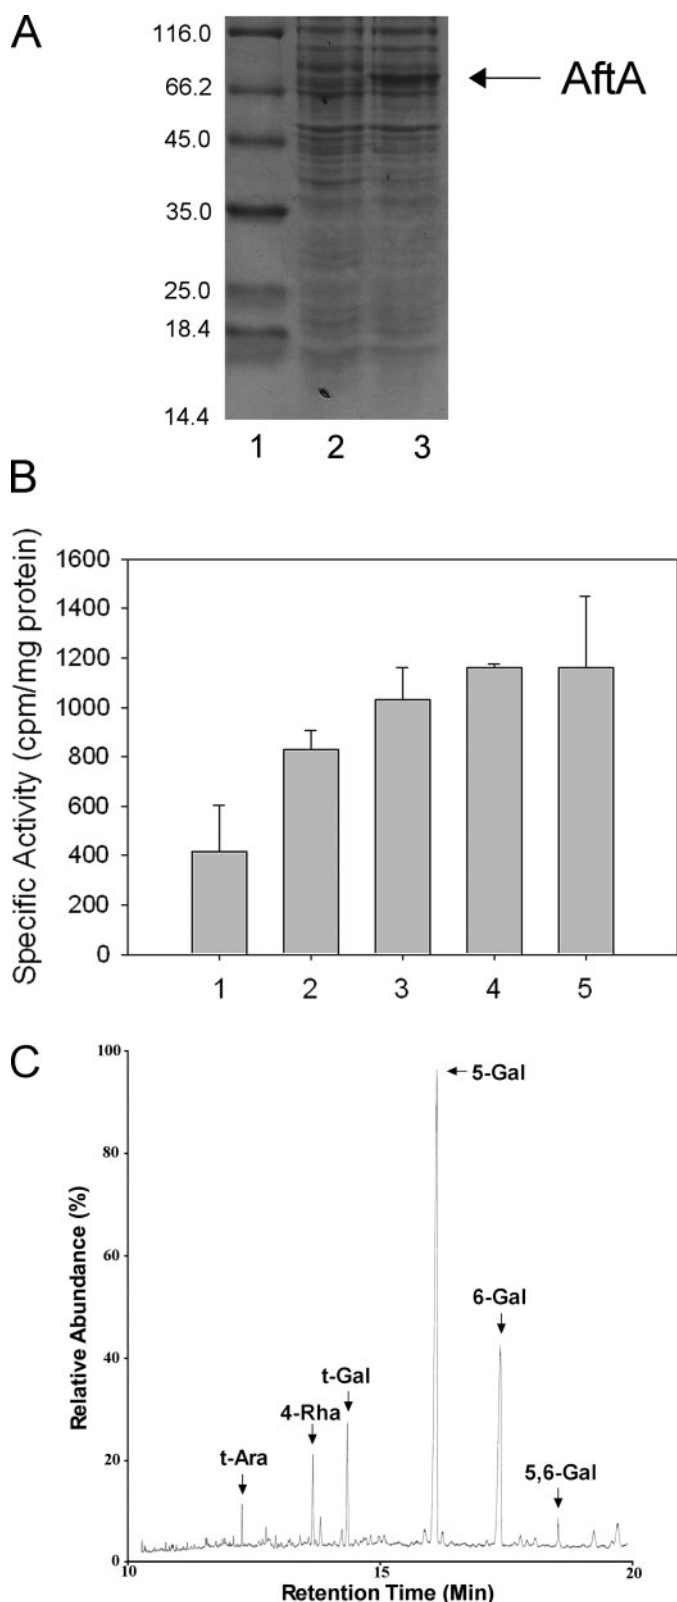 A
116.0
66.2
45.0
35.0
25.0
18.4
14.4
AftA
1 2 3
B
Specific Activity (cpm/mg protein)
1600
1400
1200
1000
800
600
400
200
0
1 2 3 4 5
C
Relative Abundance (%)
100
80
60
40
20
0
5-Gal
6-Gal
t-Gal
4-Rha
t-Ara
5,6-Gal
10 15 20
Retention Time (Min)